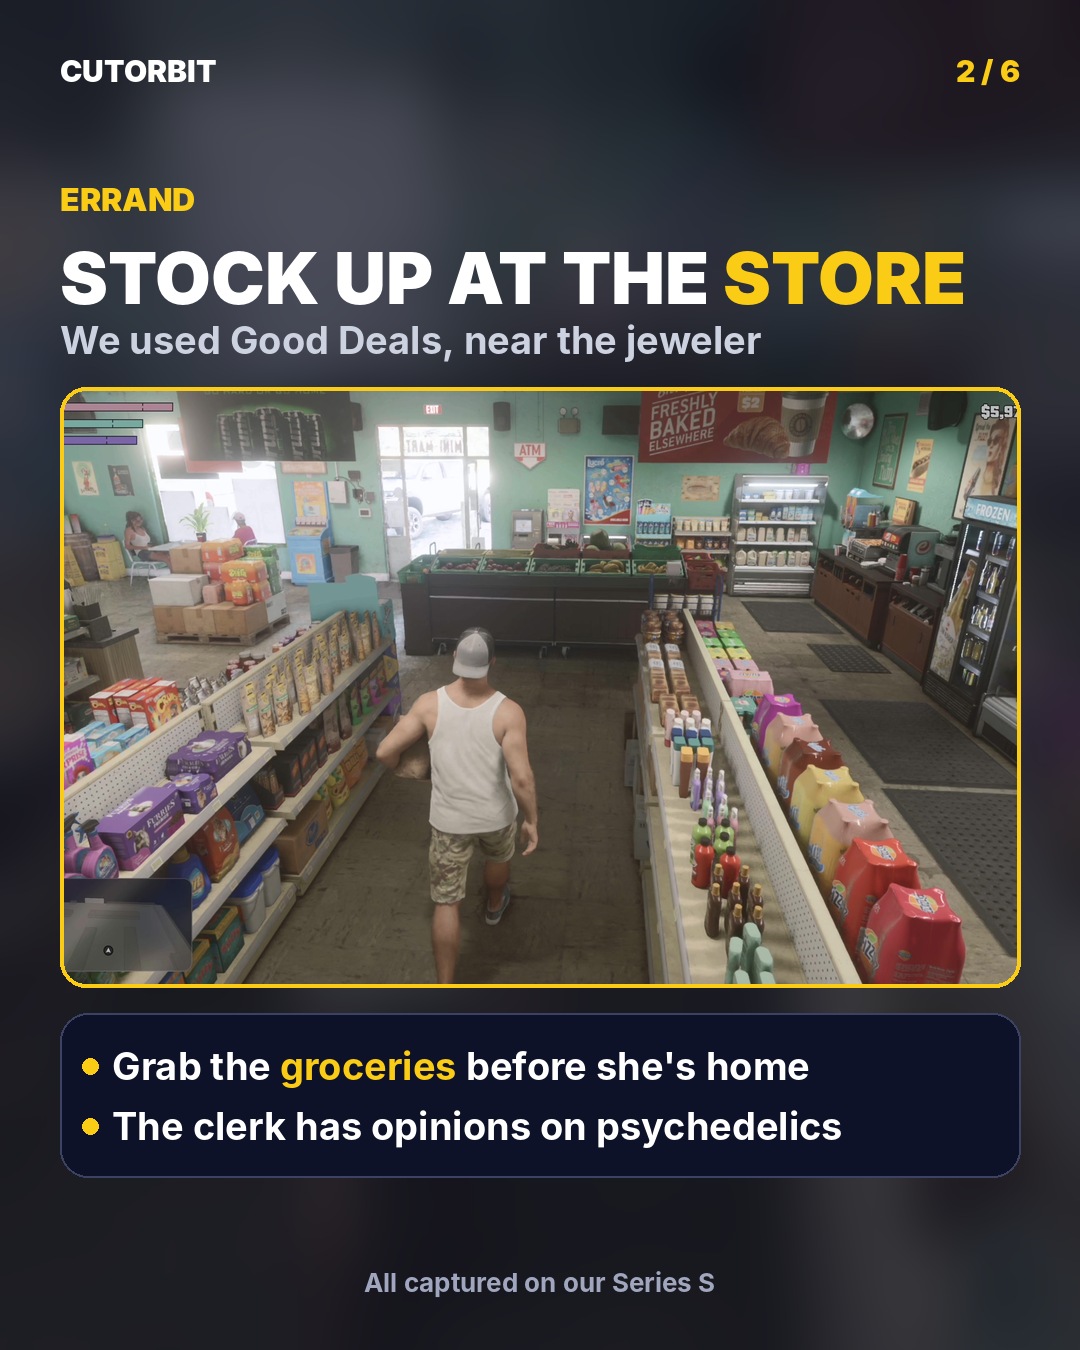 CUTORBIT
2 / 6
ERRAND
STOCK UP AT THE STORE
We used Good Deals, near the jeweler
EXIT
ATM
FRESHLY
BAKED
ELSEWHERE
$2
$5,97
FROZEN
Grab the groceries before she's home
The clerk has opinions on psychedelics
All captured on our Series S